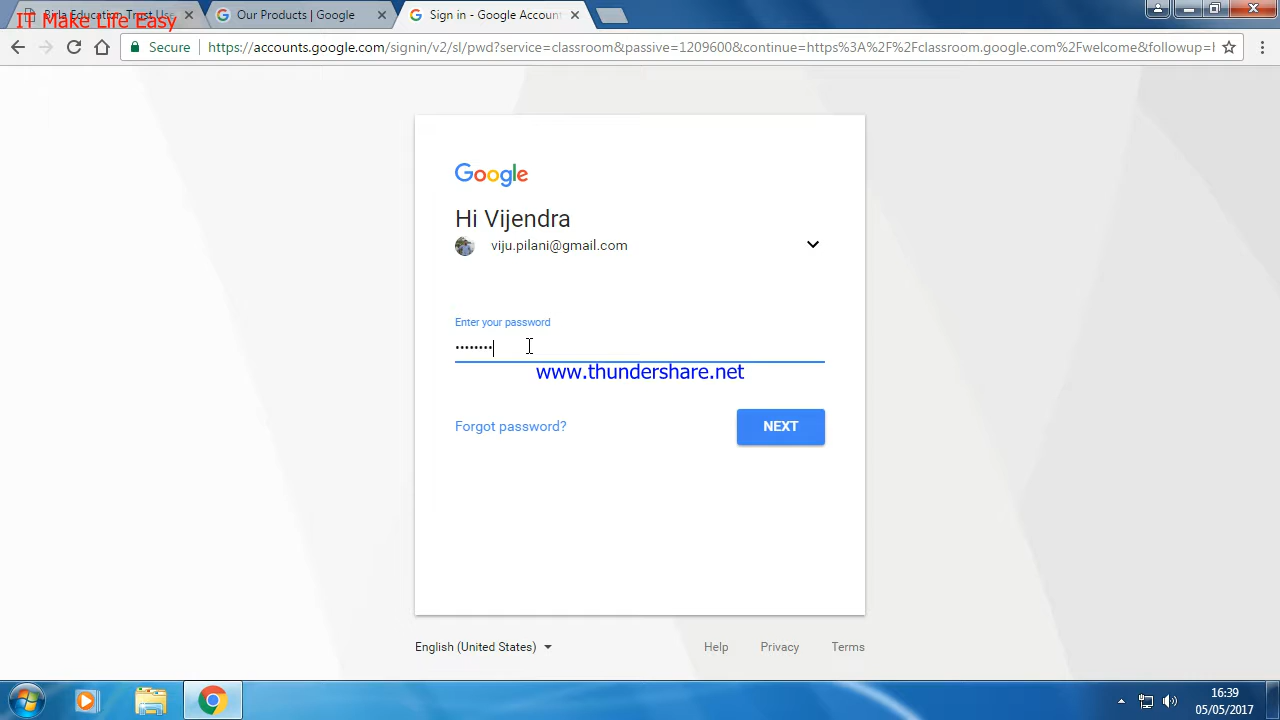 Birla Education Trust
Our Products | Google
Sign in - Google Accoun
IT Make Life Easy
Secure
https://accounts.google.com/signin/v2/sl/pwd?service=classroom&passive=1209600&continue=https%3A%2F%2Fclassroom.google.com%2Fwelcome&followup=
Google
Hi Vijendra
viju.pilani@gmail.com
Enter your password
••••••••
www.thundershare.net
Forgot password?
NEXT
English (United States)
Help
Privacy
Terms
16:39
05/05/2017